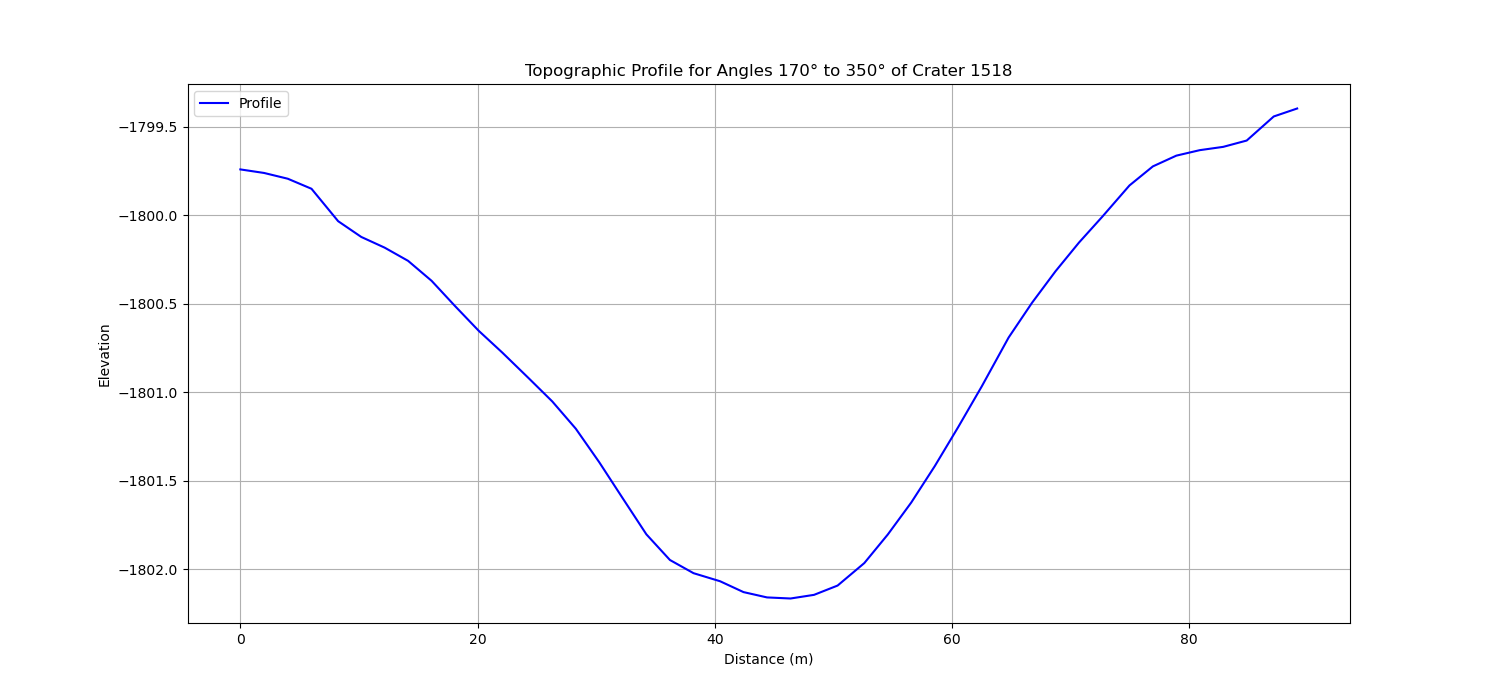 Topographic Profile for Angles 170° to 350° of Crater 1518
Profile
−1799.5
−1800.0
−1800.5
−1801.0
−1801.5
−1802.0
Elevation
0 20 40 60 80
Distance (m)